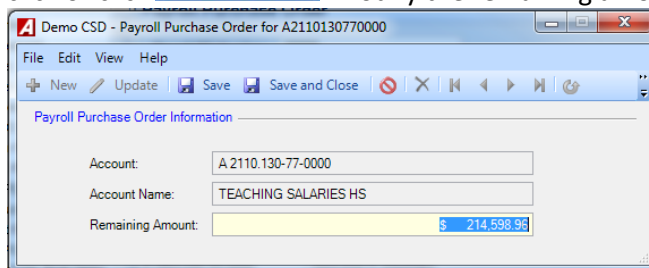 Demo CSD - Payroll Purchase Order for A2110130770000
File Edit View Help
New Update Save Save and Close
Payroll Purchase Order Information
Account: A 2110.130-77-0000
Account Name: TEACHING SALARIES HS
Remaining Amount: $ 214,598.96